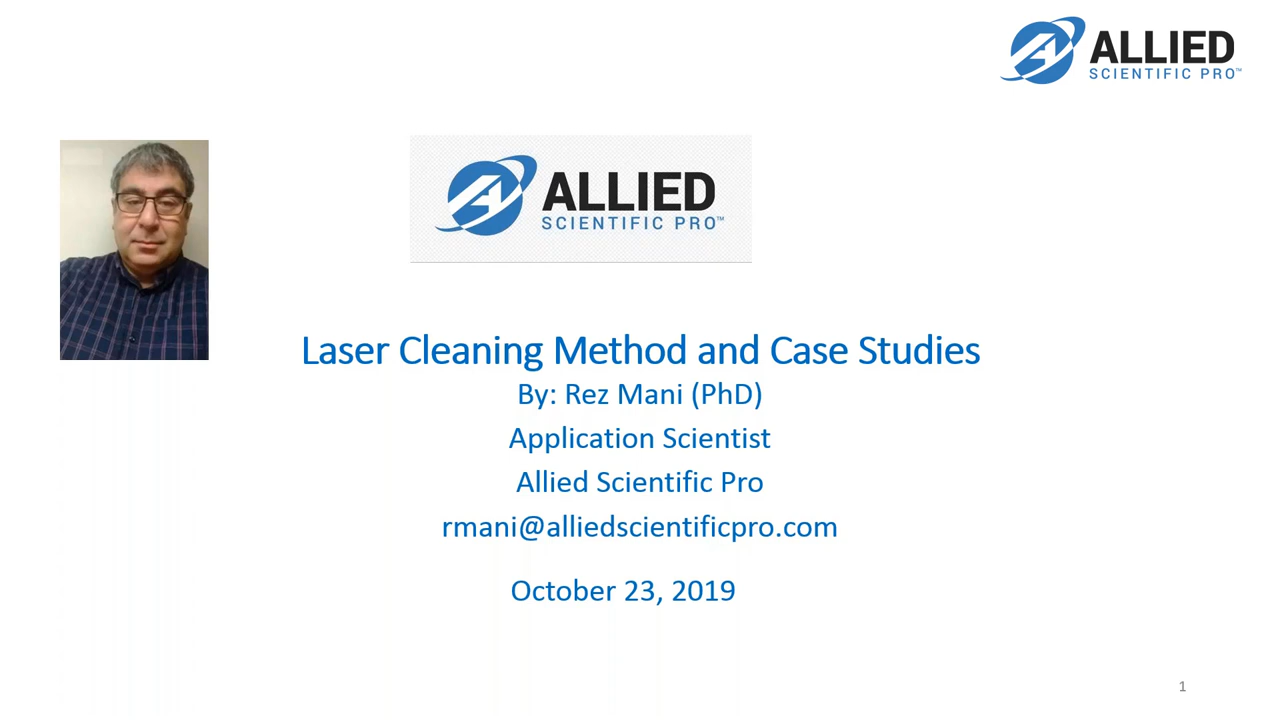 ALLIED
SCIENTIFIC PRO™
ALLIED
SCIENTIFIC PRO™
Laser Cleaning Method and Case Studies
By: Rez Mani (PhD)
Application Scientist
Allied Scientific Pro
rmani@alliedscientificpro.com
October 23, 2019
1